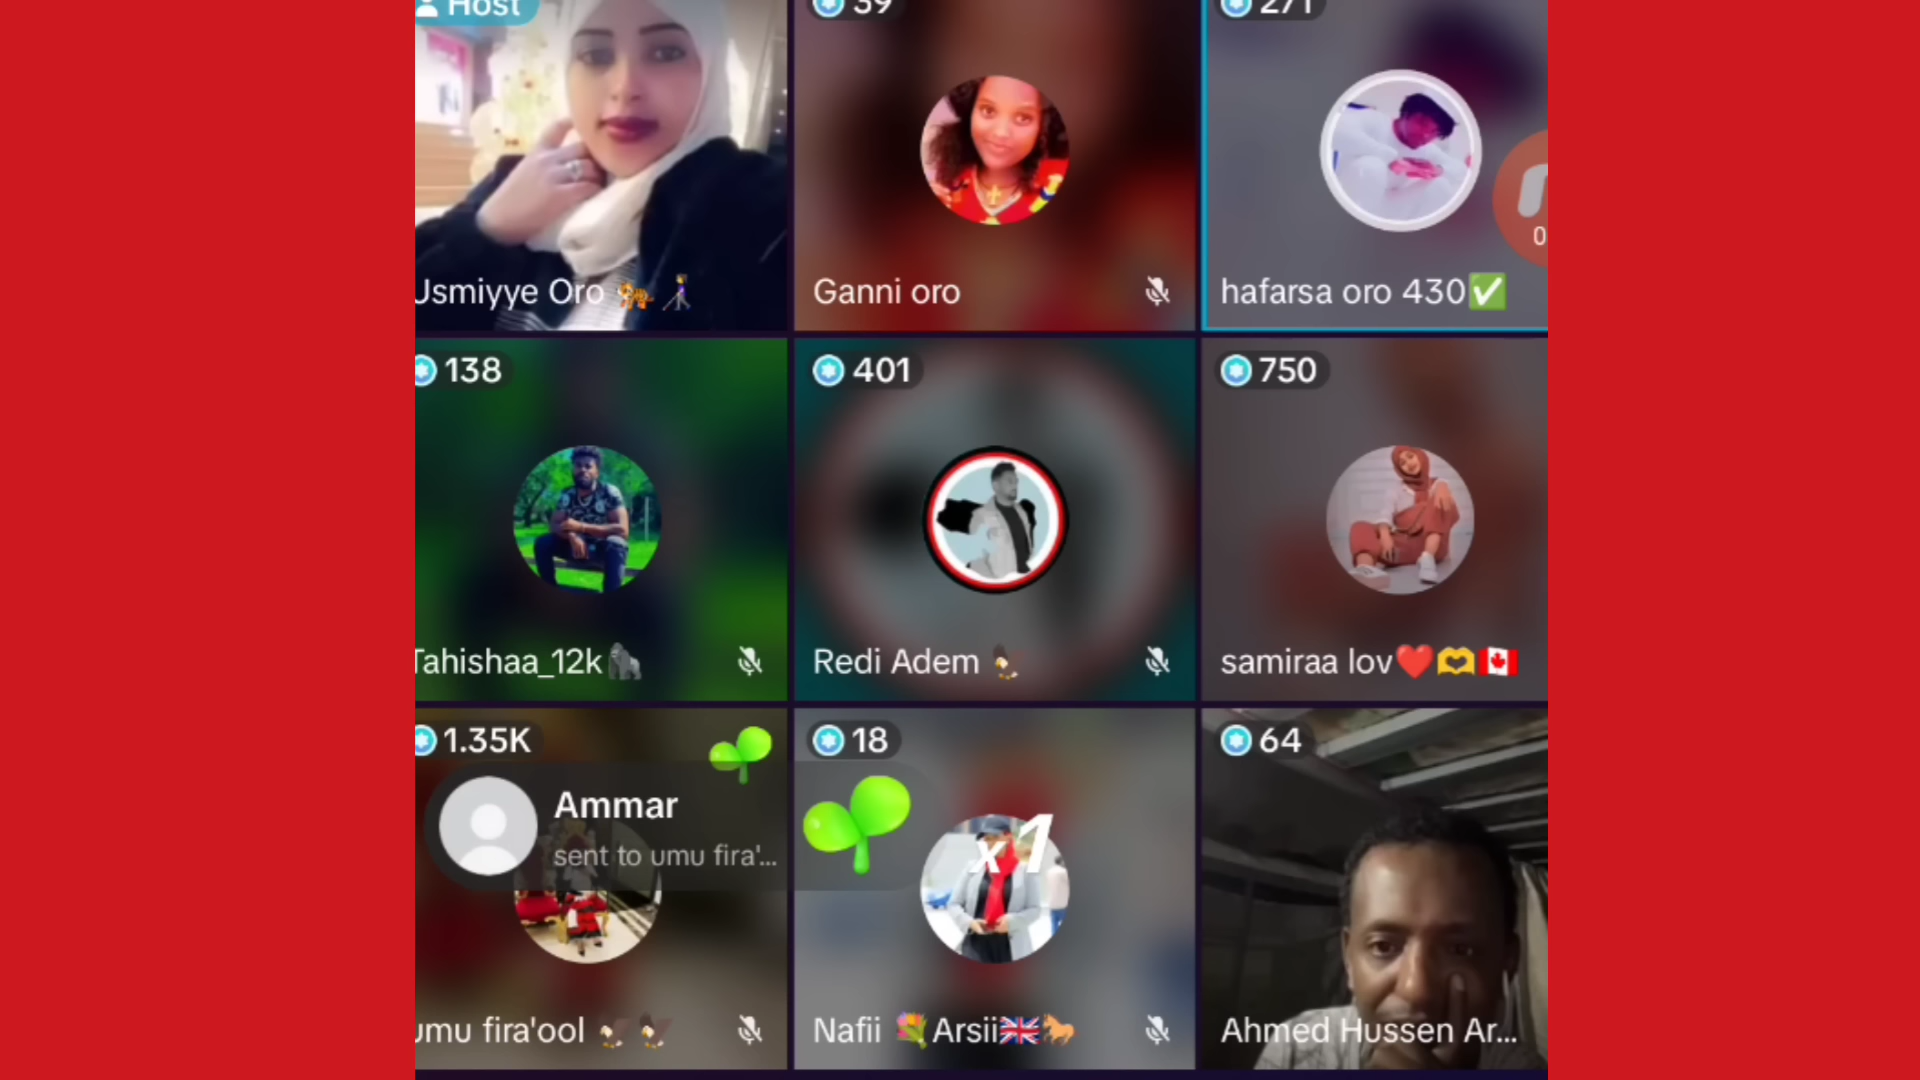 Host
39
271
Usmiyye Oro 🐅👩‍🦯
Ganni oro
hafarsa oro 430✅
0
138
401
750
Tahishaa_12k🦍
Redi Adem 🦅
samiraa lov❤️🫶🇨🇦
1.35K
18
64
Ammar
sent to umu fira'...
x1
umu fira'ool 🦅🦅
Nafii 💐Arsii🇬🇧🐎
Ahmed Hussen Ar...